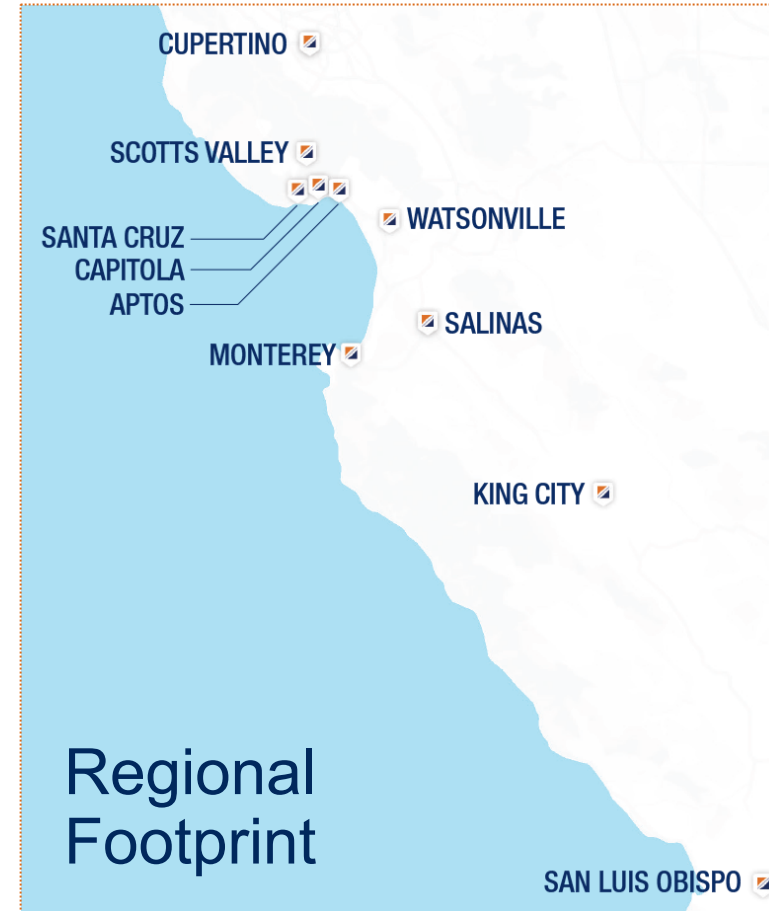 CUPERTINO
SCOTTS VALLEY
SANTA CRUZ
CAPITOLA
APTOS
WATSONVILLE
SALINAS
MONTEREY
KING CITY
Regional
Footprint
SAN LUIS OBISPO